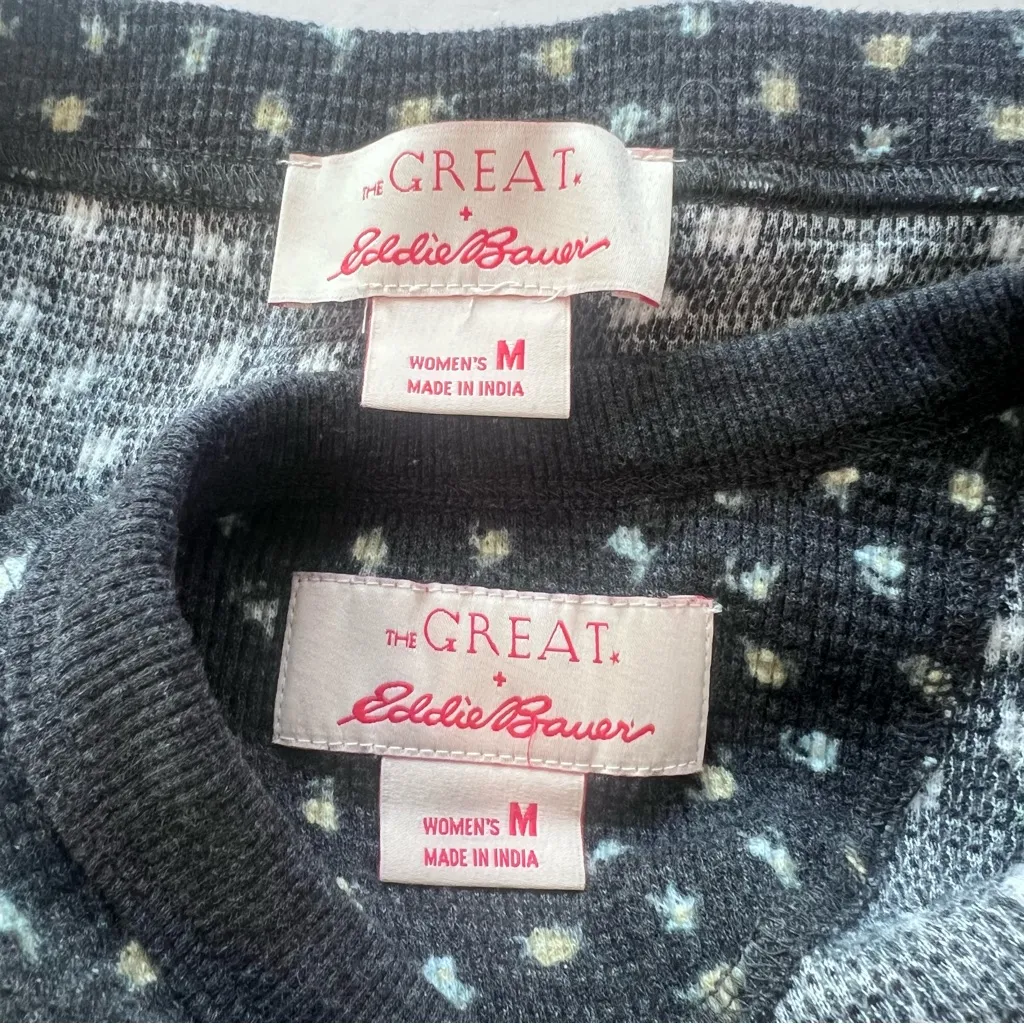 THE GREAT.
+
Eddie Bauer
WOMEN'S M
MADE IN INDIA
THE GREAT.
+
Eddie Bauer
WOMEN'S M
MADE IN INDIA